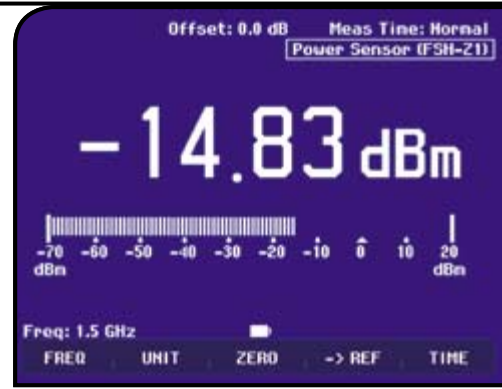 Offset: 0.0 dB Meas Time: Normal
Power Sensor (FSH-Z1)
-14.83 dBm
-70 -60 -50 -40 -30 -20 -10 0 10 20
dBm dBm
Freq: 1.5 GHz
FREQ UNIT ZERO -> REF TIME